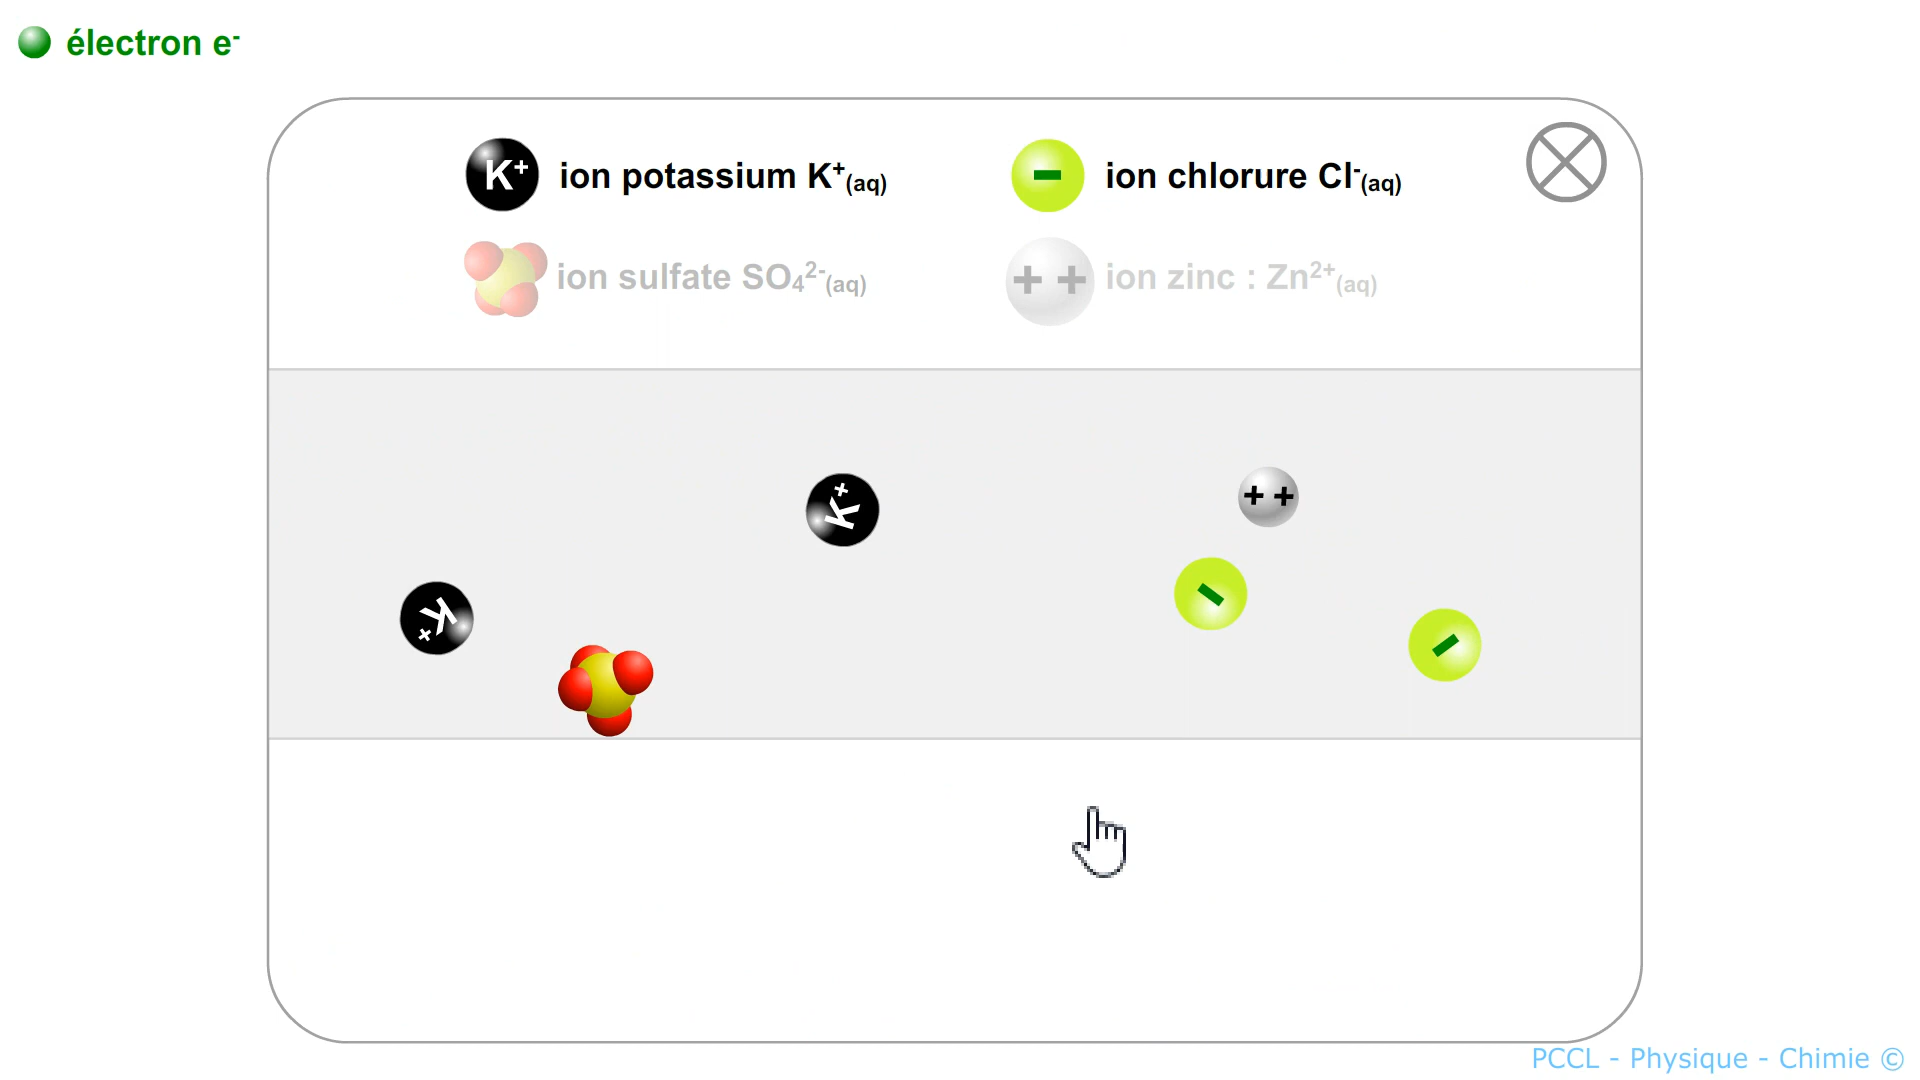 électron e⁻
K⁺ ion potassium K⁺(aq) − ion chlorure Cl⁻(aq)
ion sulfate SO₄²⁻(aq) ++ ion zinc : Zn²⁺(aq)
K⁺
++
K⁺
−
−
PCCL - Physique - Chimie ©